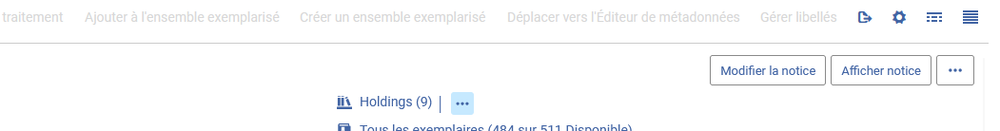 traitement Ajouter à l'ensemble exemplarisé Créer un ensemble exemplarisé Déplacer vers l'Éditeur de métadonnées Gérer libellés
Modifier la notice Afficher notice ...
Holdings (9) | ...
Tous les exemplaires (484 sur 511 Disponible)